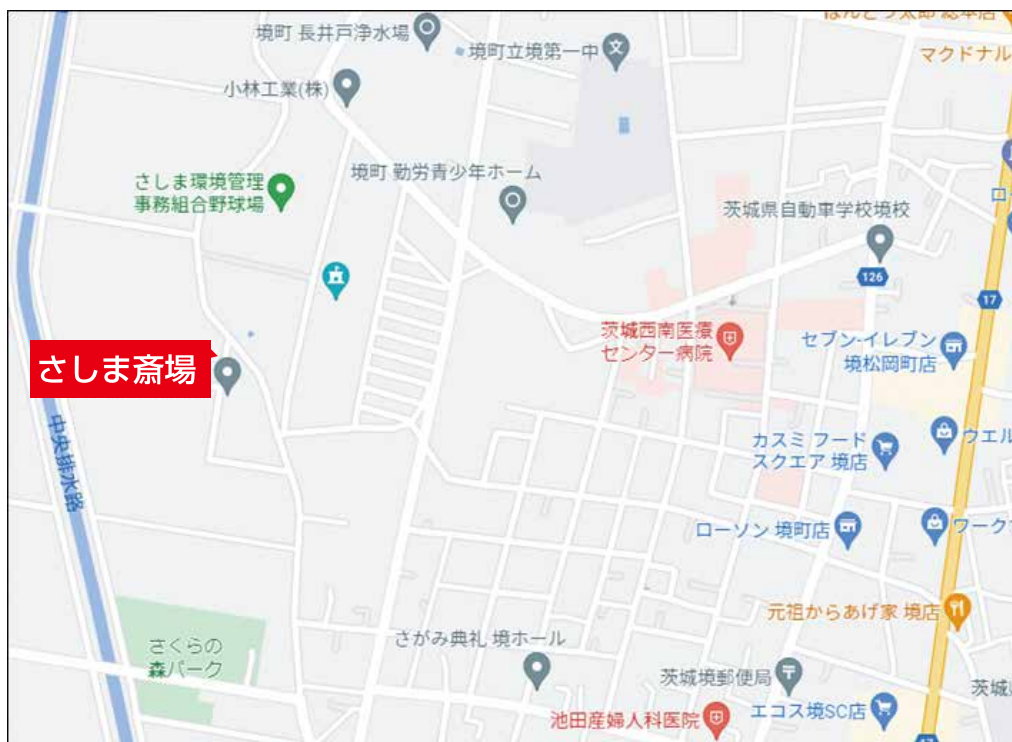 ばんどう太郎 総本店
境町 長井戸浄水場
境町立境第一中
マクドナル
小林工業(株)
境町 勤労青少年ホーム
さしま環境管理
事務組合野球場
ロー
茨城県自動車学校境校
126
17
茨城西南医療
センター病院
セブン-イレブン
境松岡町店
さしま斎場
中央排水路
カスミ フード
スクエア 境店
ウエル
ローソン 境町店
ワーク
元祖からあげ家 境店
さくらの
森パーク
さがみ典礼 境ホール
茨城境郵便局
茨城
池田産婦人科医院
エコス境SC店
17